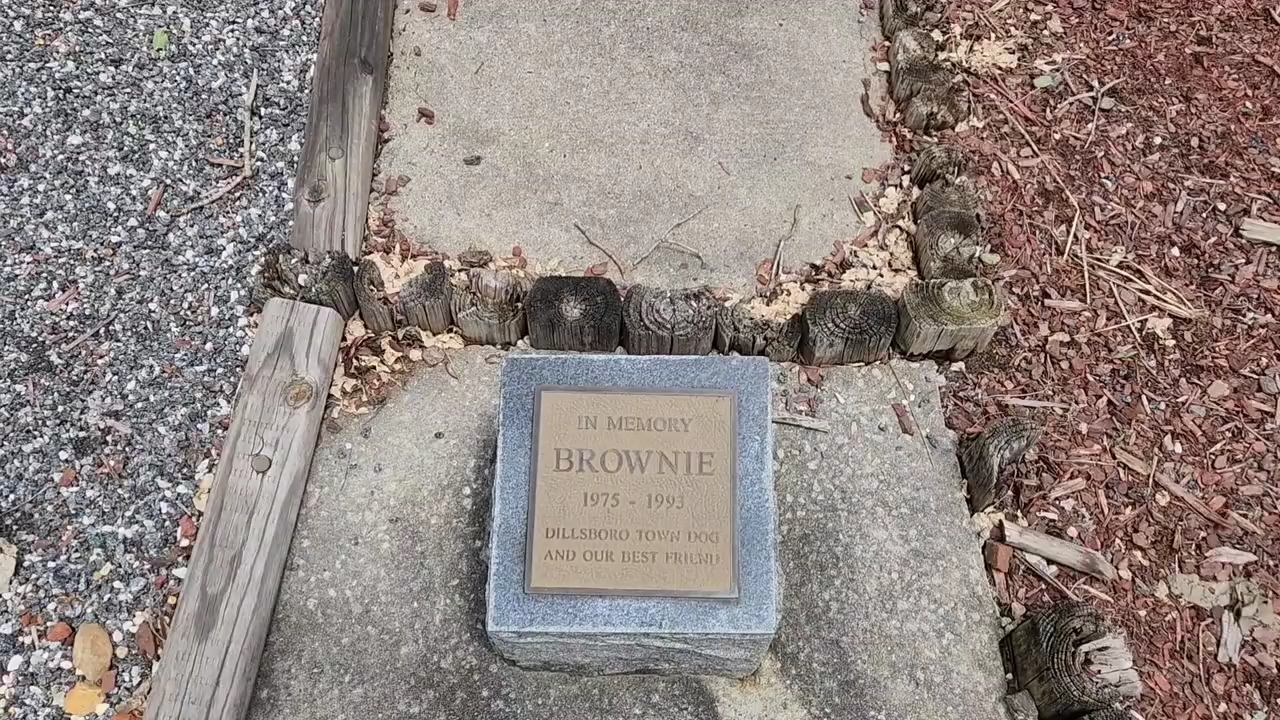 IN MEMORY
BROWNIE
1975 - 1993
DILLSBORO TOWN DOG
AND OUR BEST FRIEND